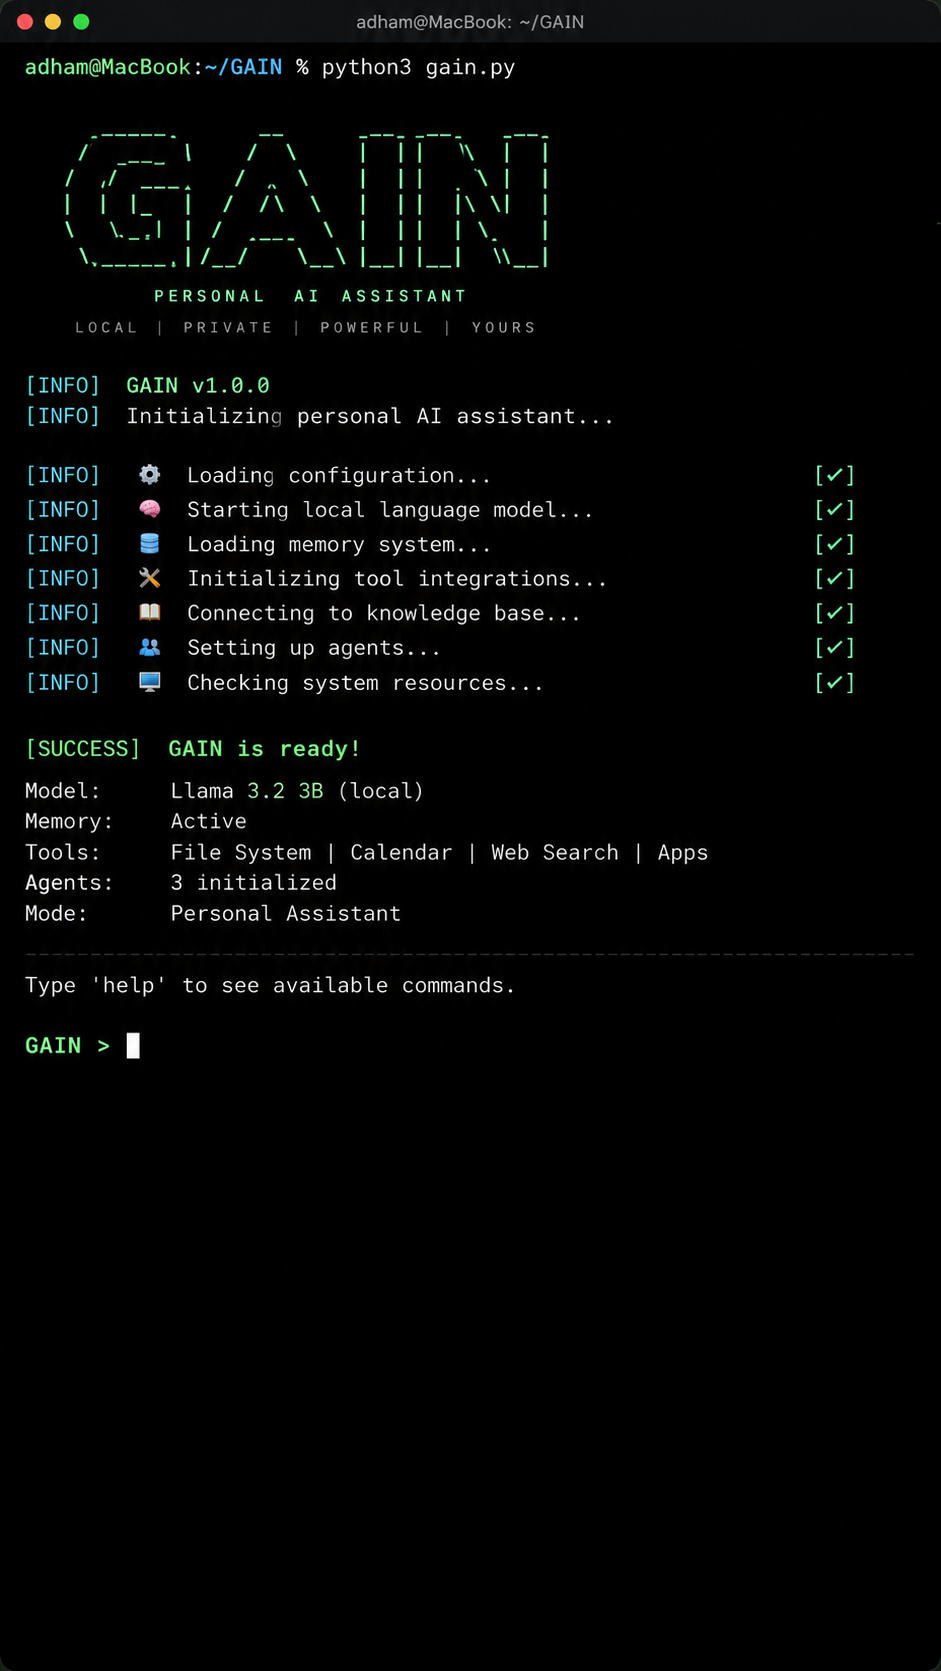 adham@MacBook: ~/GAIN
adham@MacBook:~/GAIN % python3 gain.py
GAIN
PERSONAL AI ASSISTANT
LOCAL | PRIVATE | POWERFUL | YOURS
[INFO] GAIN v1.0.0
[INFO] Initializing personal AI assistant...
[INFO] ⚙️ Loading configuration... [✓]
[INFO] 🧠 Starting local language model... [✓]
[INFO] 🛢️ Loading memory system... [✓]
[INFO] 🛠️ Initializing tool integrations... [✓]
[INFO] 📖 Connecting to knowledge base... [✓]
[INFO] 👥 Setting up agents... [✓]
[INFO] 🖥️ Checking system resources... [✓]
[SUCCESS] GAIN is ready!
Model: Llama 3.2 3B (local)
Memory: Active
Tools: File System | Calendar | Web Search | Apps
Agents: 3 initialized
Mode: Personal Assistant
Type 'help' to see available commands.
GAIN >